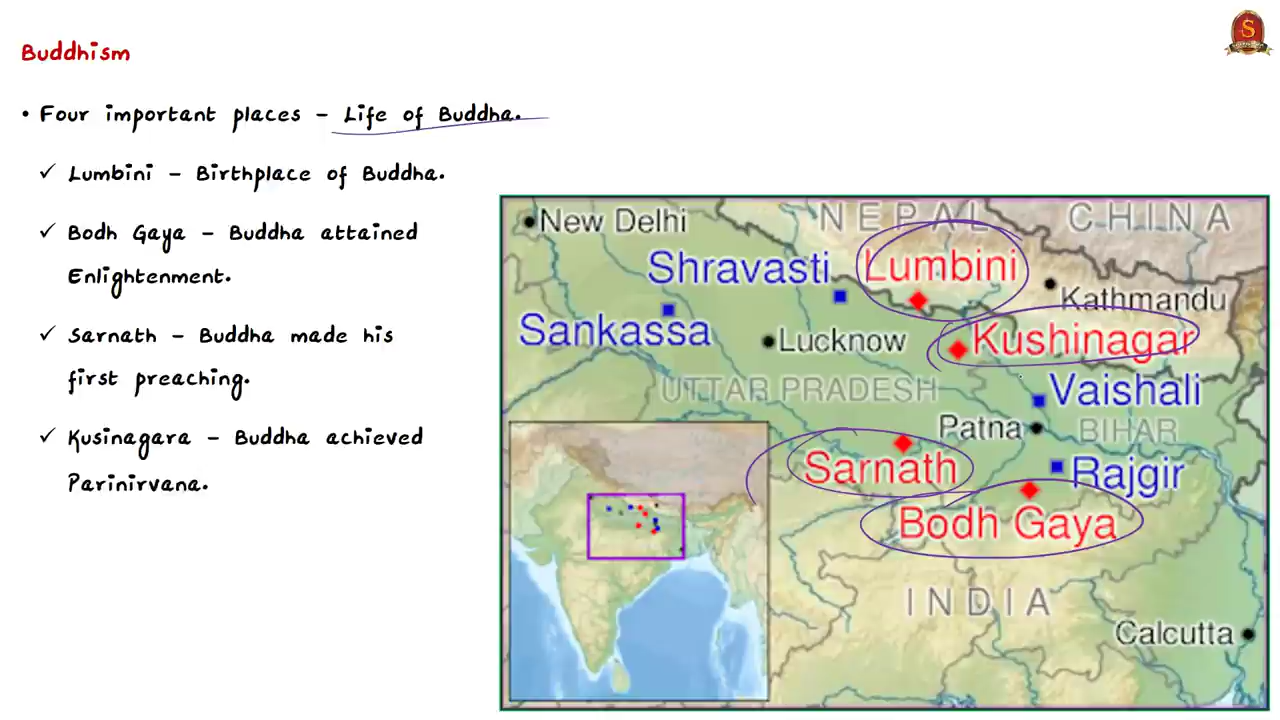 Buddhism
• Four important places – Life of Buddha.
✓ Lumbini – Birthplace of Buddha.
✓ Bodh Gaya – Buddha attained
Enlightenment.
✓ Sarnath – Buddha made his
first preaching.
✓ Kusinagara – Buddha achieved
Parinirvana.
New Delhi
NEPAL
CHINA
Shravasti
Lumbini
Kathmandu
Sankassa
Lucknow
Kushinagar
UTTAR PRADESH
Vaishali
Patna
BIHAR
Sarnath
Rajgir
Bodh Gaya
INDIA
Calcutta
S